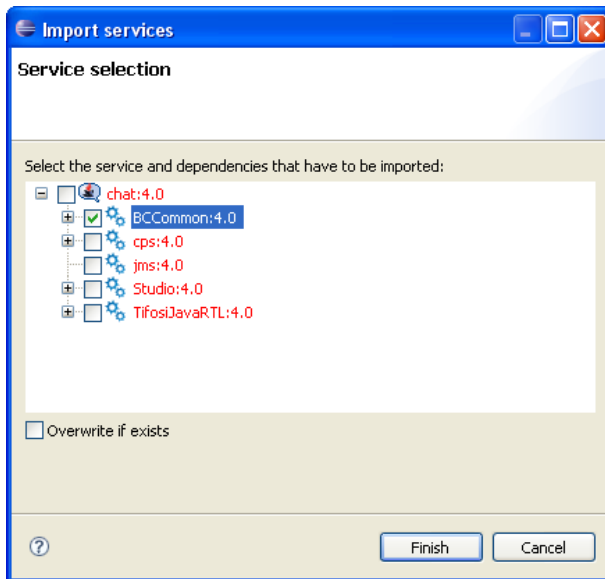 Import services
Service selection
Select the service and dependencies that have to be imported:
chat:4.0
BCCommon:4.0
cps:4.0
jms:4.0
Studio:4.0
TifosiJavaRTL:4.0
Overwrite if exists
Finish Cancel